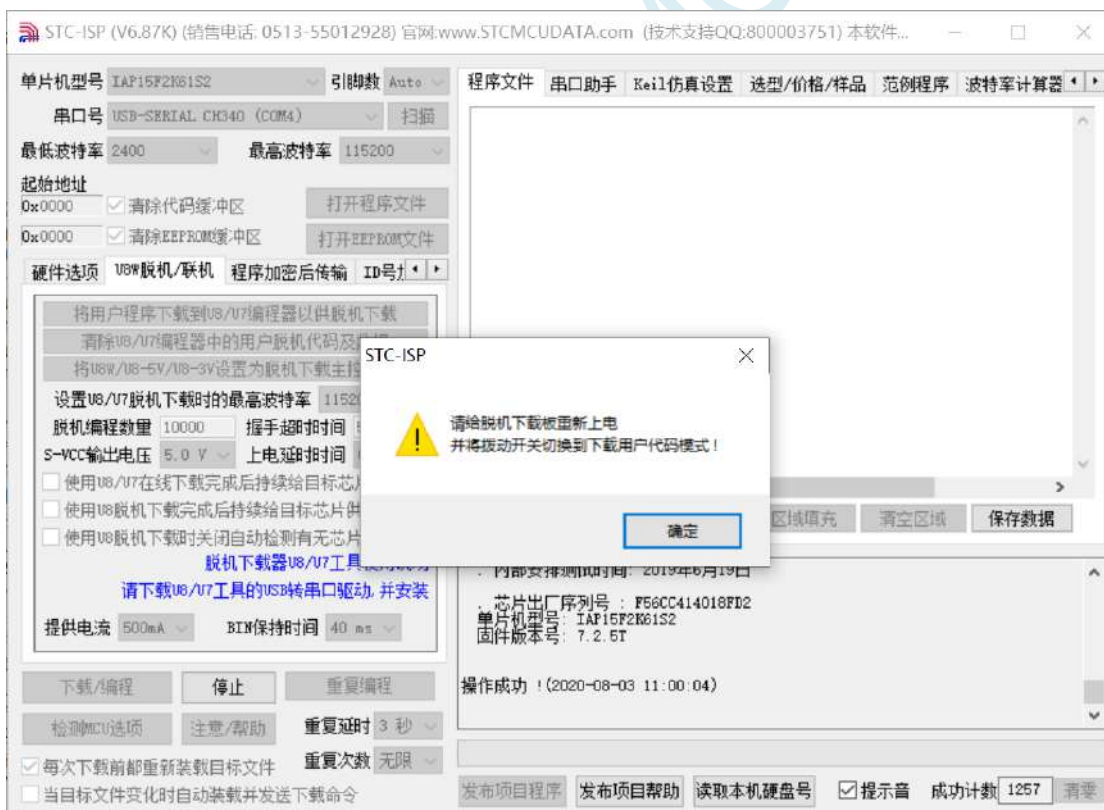 STC-ISP (V6.87K) (销售电话: 0513-55012928) 官网:www.STCMCUDATA.com (技术支持QQ:800003751) 本软件...
单片机型号 IAP15F2K61S2 引脚数 Auto
串口号 USB-SERIAL CH340 (COM4) 扫描
最低波特率 2400 最高波特率 115200
起始地址
0x0000 清除代码缓冲区 打开程序文件
0x0000 清除EEPROM缓冲区 打开EEPROM文件
硬件选项 U8W脱机/联机 程序加密后传输 ID号
将用户程序下载到U8/U7编程器以供脱机下载
清除U8/U7编程器中的用户脱机代码及
将U8W/U8-5V/U8-3V设置为脱机下载主控
设置U8/U7脱机下载时的最高波特率 1152
脱机编程数量 10000 握手超时时间
S-VCC输出电压 5.0 V 上电延时时间
使用U8/U7在线下载完成后持续给目标芯
使用U8脱机下载完成后持续给目标芯片供
使用U8脱机下载时关闭自动检测有无芯片
脱机下载器U8/U7工具
请下载U8/U7工具的USB转串口驱动,并安装
提供电流 500mA BIN保持时间 40 ms
下载/编程 停止 重复编程
检测MCU选项 注意/帮助 重复延时 3 秒
重复次数 无限
每次下载前都重新装载目标文件
当目标文件变化时自动装载并发送下载命令
程序文件 串口助手 Keil仿真设置 选型/价格/样品 范例程序 波特率计算器
STC-ISP
请给脱机下载板重新上电
并将拨动开关切换到下载用户代码模式!
确定
区域填充 清空区域 保存数据
. 内部安排测试时间: 2019年6月19日
. 芯片出厂序列号 : F56CC414018FD2
单片机型号: IAP15F2K61S2
固件版本号: 7.2.5T
操作成功 !(2020-08-03 11:00:04)
发布项目程序 发布项目帮助 读取本机硬盘号 提示音 成功计数 1257 清零